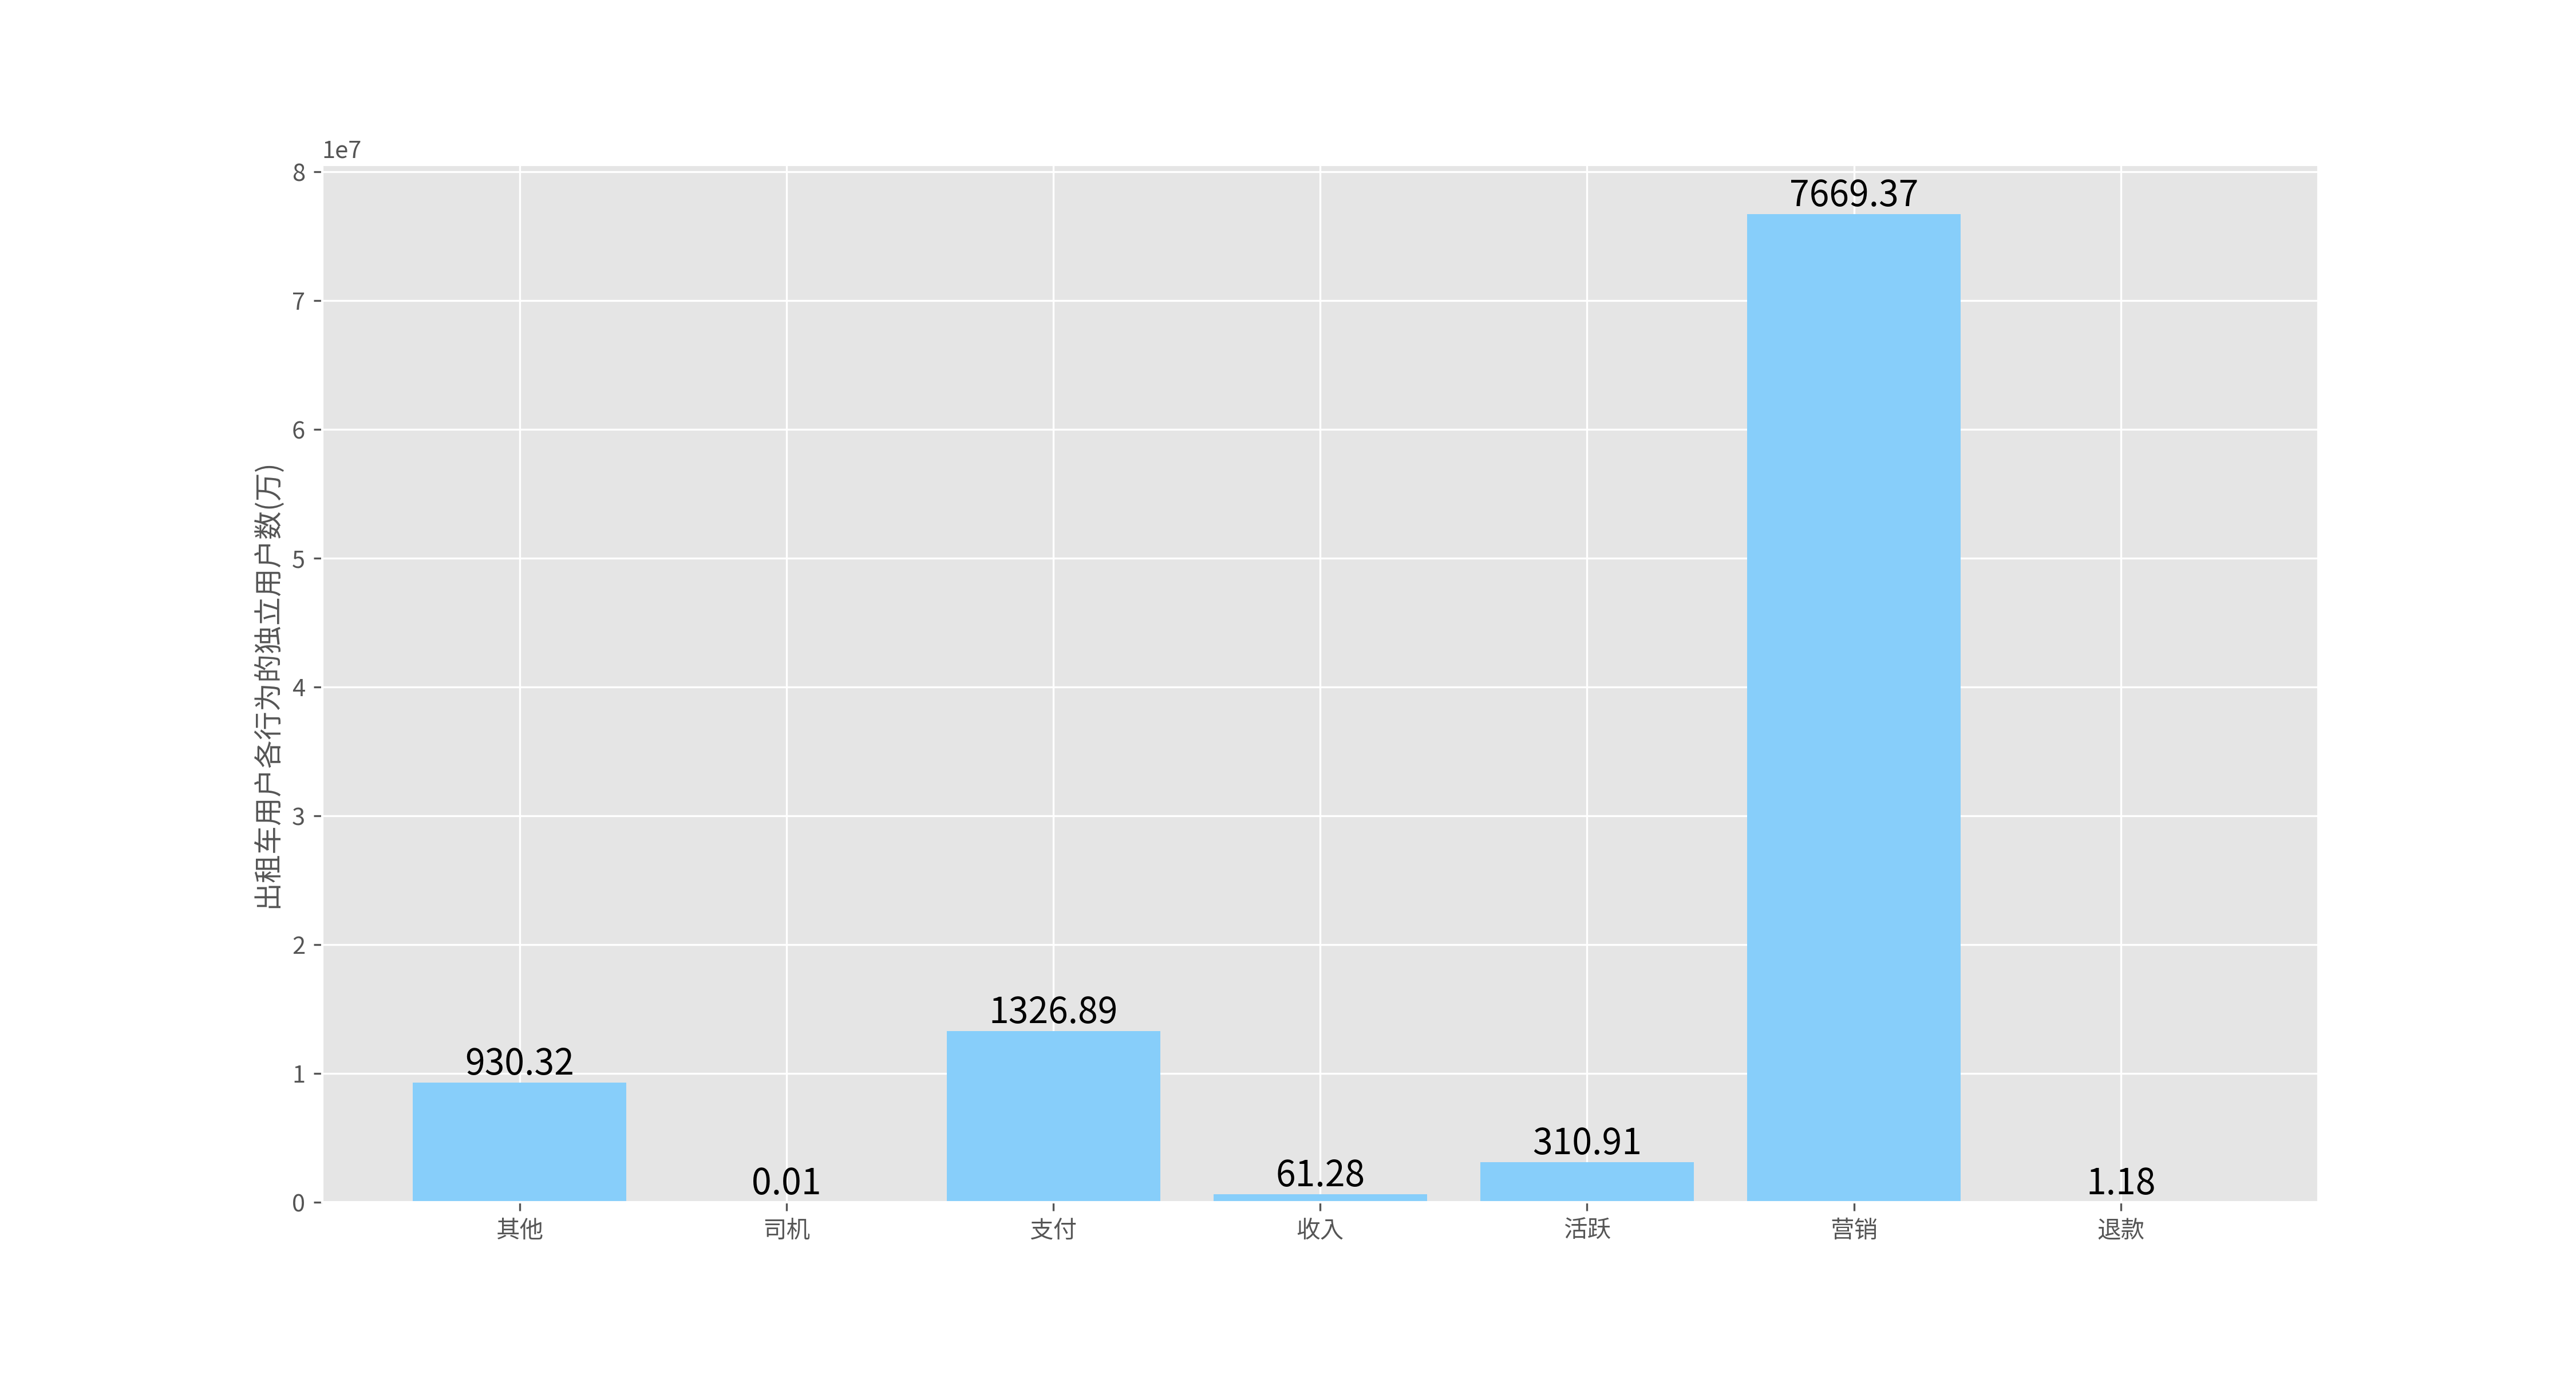 1e7
8
7
6
5
4
3
2
1
0
出租车用户各行为的独立用户数(万)
930.32
0.01
1326.89
61.28
310.91
7669.37
1.18
其他
司机
支付
收入
活跃
营销
退款